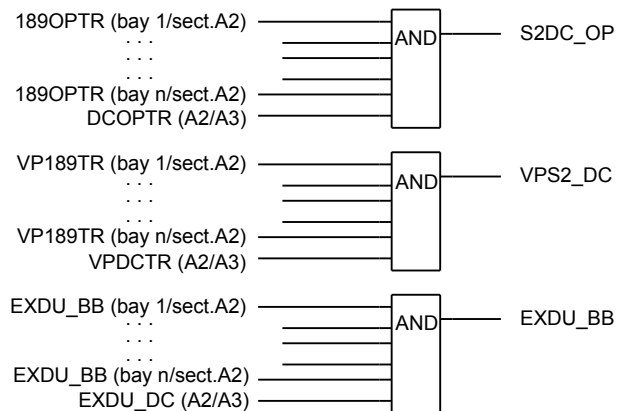 189OPTR (bay 1/sect.A2)
. . .
. . .
. . .
189OPTR (bay n/sect.A2)
DCOPTR (A2/A3)
AND
S2DC_OP
VP189TR (bay 1/sect.A2)
. . .
. . .
. . .
VP189TR (bay n/sect.A2)
VPDCTR (A2/A3)
AND
VPS2_DC
EXDU_BB (bay 1/sect.A2)
. . .
. . .
. . .
EXDU_BB (bay n/sect.A2)
EXDU_DC (A2/A3)
AND
EXDU_BB